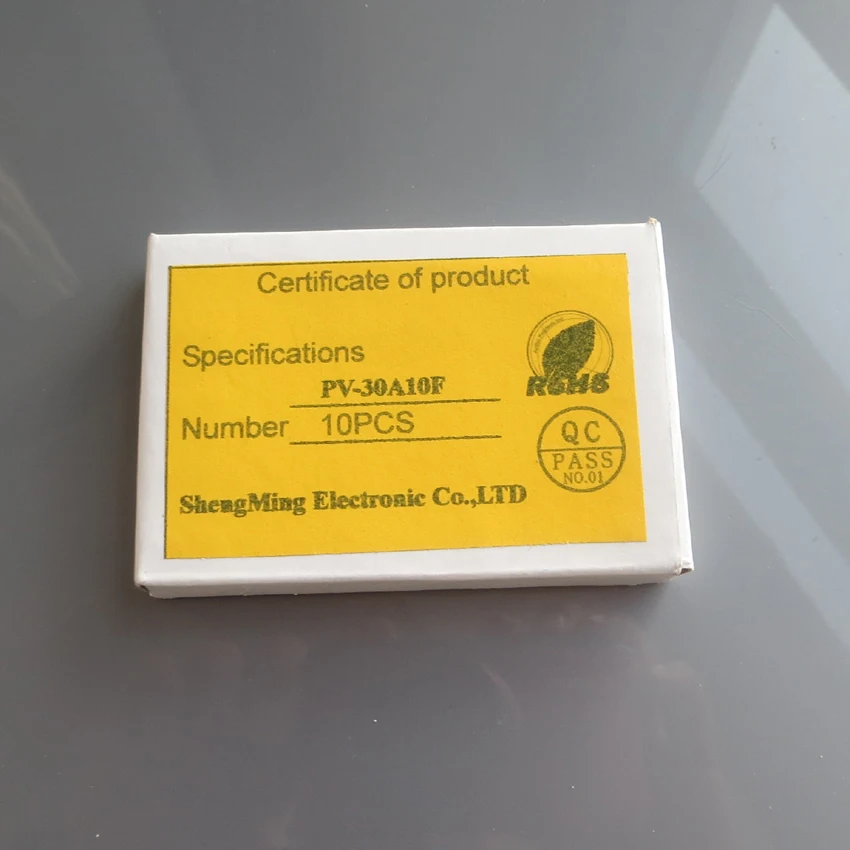 Certificate of product
Specifications
PV-30A10F
RoHS
Number 10PCS
QC
PASS
NO.01
ShengMing Electronic Co.,LTD